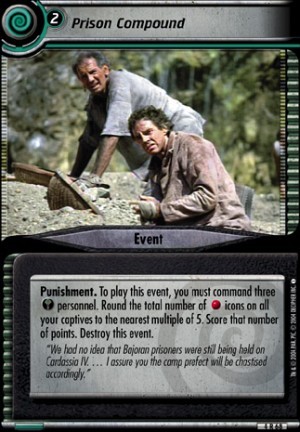 2 Prison Compound
Event
Punishment. To play this event, you must command three
personnel. Round the total number of icons on
all your captives to the nearest multiple of 5. Score that number
of points. Destroy this event.
"We had no idea that Bajoran prisoners were still being held on
Cardassia IV. … I assure you the camp prefect will be chastised
accordingly."
6 R 68